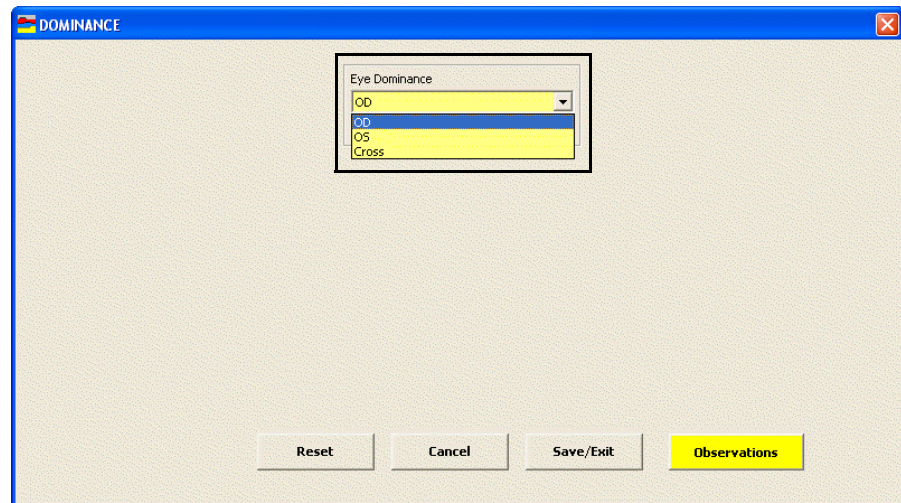 DOMINANCE
Eye Dominance
OD
OD
OS
Cross
Reset Cancel Save/Exit Observations